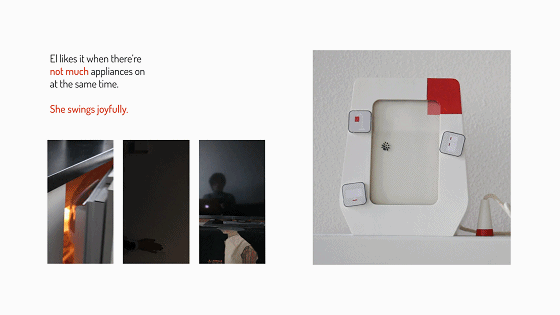 El likes it when there're
not much appliances on
at the same time.
She swings joyfully.